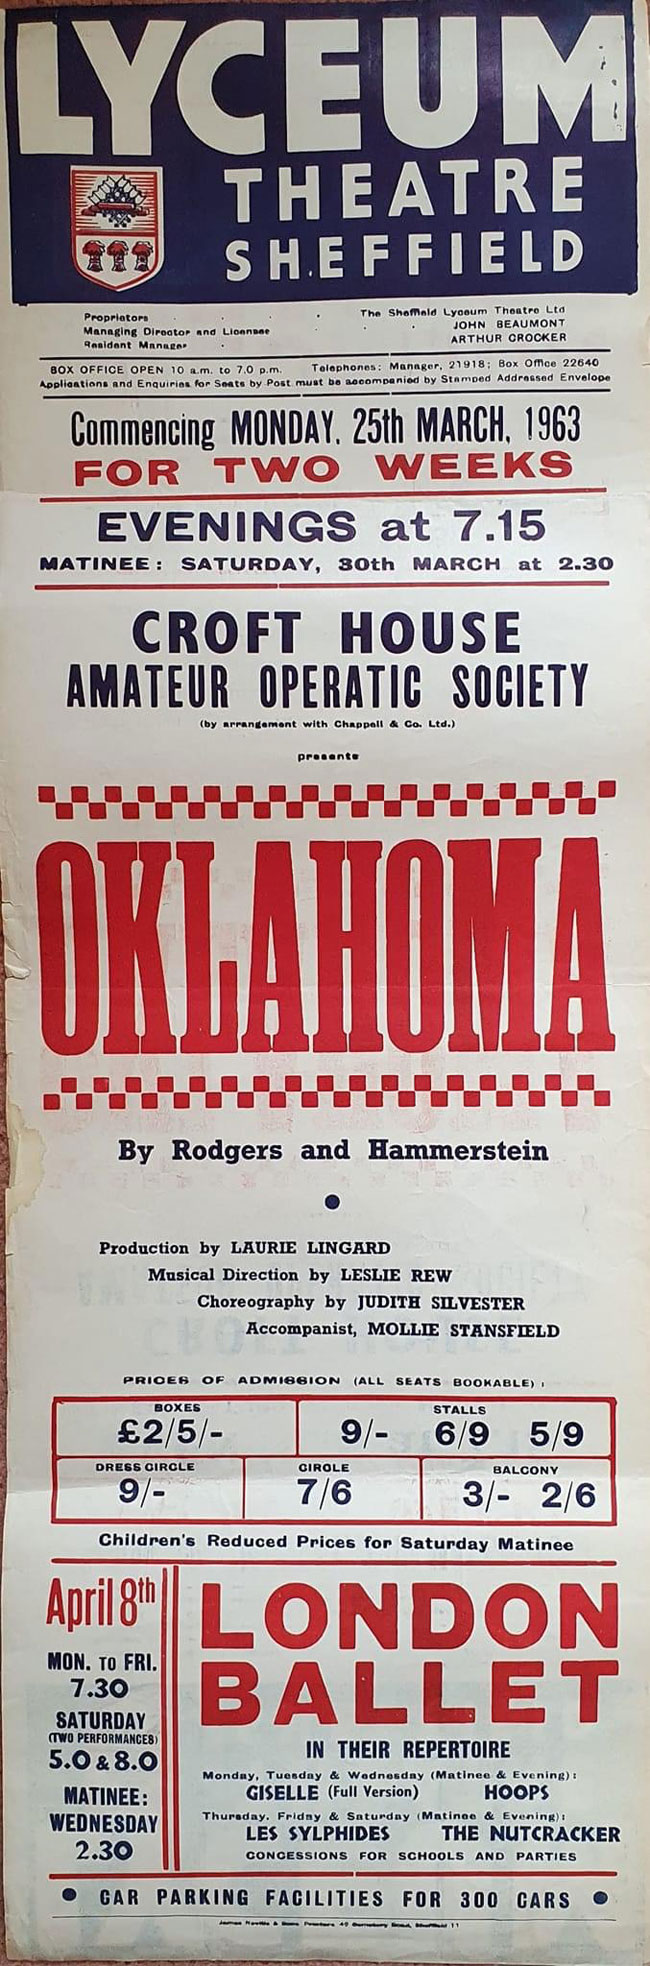 LYCEUM
THEATRE
SHEFFIELD
Proprietors . . . . The Sheffield Lyceum Theatre Ltd
Managing Director and Licensee . . . JOHN BEAUMONT
Resident Manager . . . . ARTHUR CROCKER
BOX OFFICE OPEN 10 a.m. to 7.0 p.m. Telephones: Manager, 21918; Box Office 22640
Applications and Enquiries for Seats by Post must be accompanied by Stamped Addressed Envelope
Commencing MONDAY, 25th MARCH, 1963
FOR TWO WEEKS
EVENINGS at 7.15
MATINEE: SATURDAY, 30th MARCH at 2.30
CROFT HOUSE
AMATEUR OPERATIC SOCIETY
(by arrangement with Chappell & Co. Ltd.)
presents
OKLAHOMA
By Rodgers and Hammerstein
Production by LAURIE LINGARD
Musical Direction by LESLIE REW
Choreography by JUDITH SILVESTER
Accompanist, MOLLIE STANSFIELD
PRICES OF ADMISSION (ALL SEATS BOOKABLE):
BOXES STALLS
£2/5/- 9/- 6/9 5/9
DRESS CIRCLE CIRCLE BALCONY
9/- 7/6 3/- 2/6
Children's Reduced Prices for Saturday Matinee
April 8th
MON. TO FRI.
7.30
SATURDAY
(TWO PERFORMANCES)
5.0 & 8.0
MATINEE:
WEDNESDAY
2.30
LONDON
BALLET
IN THEIR REPERTOIRE
Monday, Tuesday & Wednesday (Matinee & Evening):
GISELLE (Full Version) HOOPS
Thursday, Friday & Saturday (Matinee & Evening):
LES SYLPHIDES THE NUTCRACKER
CONCESSIONS FOR SCHOOLS AND PARTIES
• CAR PARKING FACILITIES FOR 300 CARS •